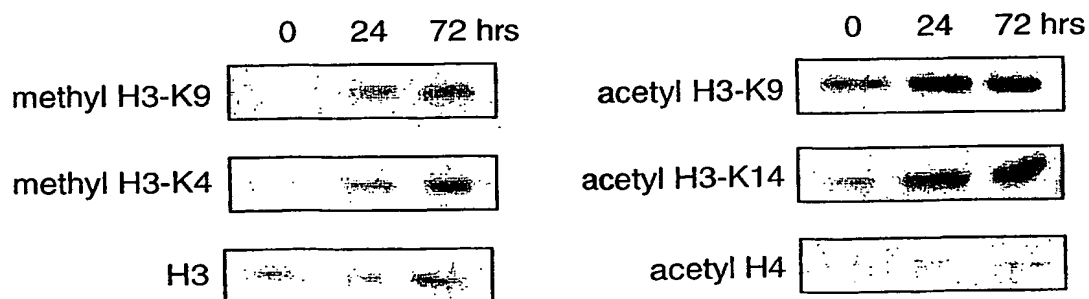 0 24 72 hrs
methyl H3-K9
methyl H3-K4
H3
0 24 72 hrs
acetyl H3-K9
acetyl H3-K14
acetyl H4